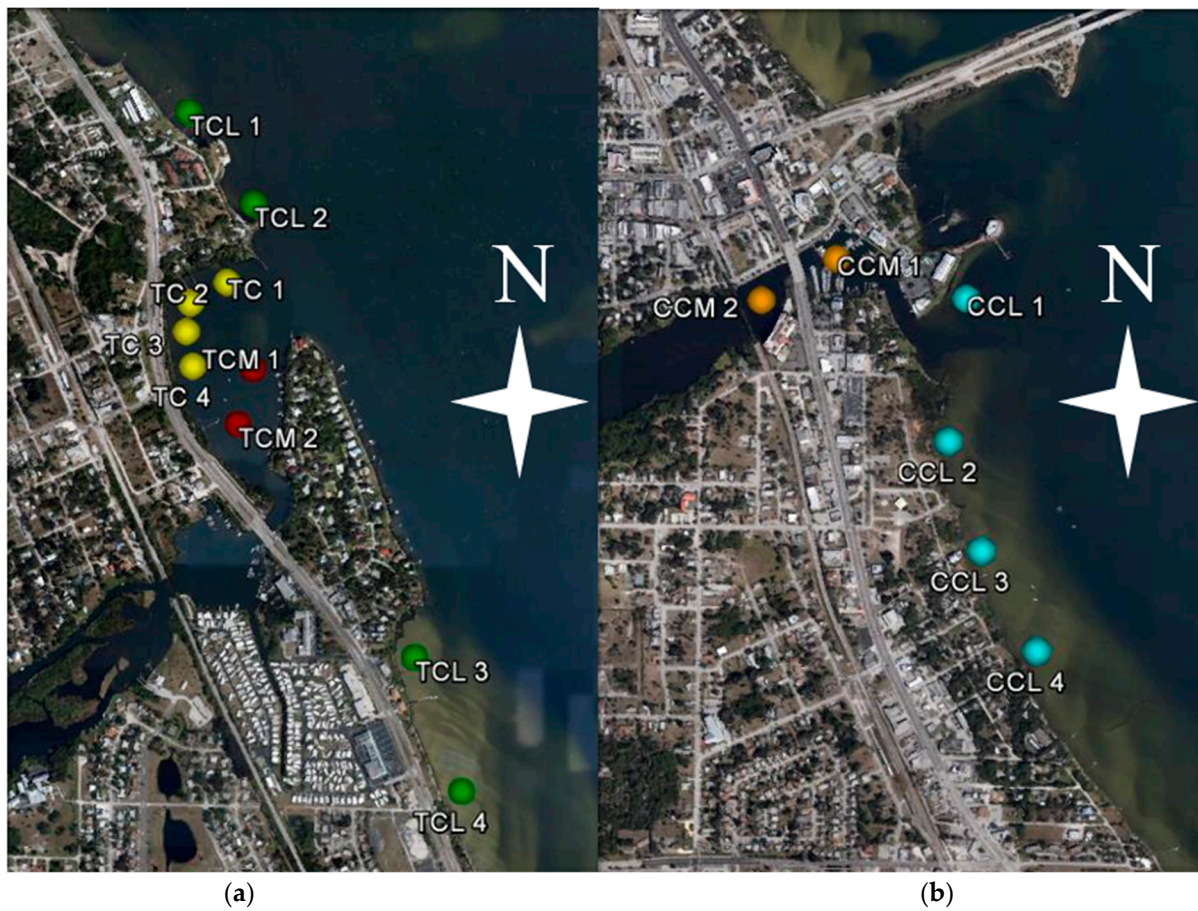 TCL 1
TCL 2
N
TC 1
TC 2
TC 3
TCM 1
TC 4
TCM 2
TCL 3
TCL 4
(a)
CCM 1
CCM 2
CCL 1
N
CCL 2
CCL 3
CCL 4
(b)